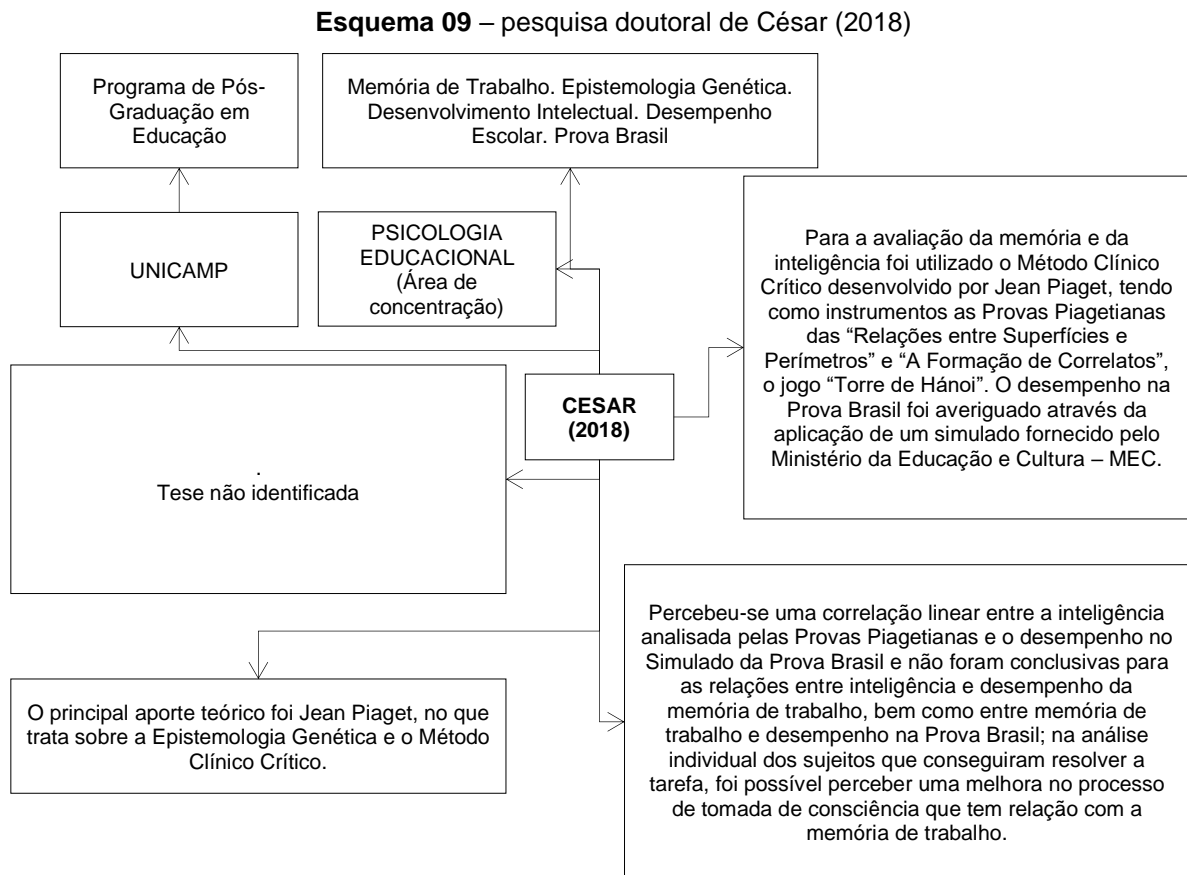 Esquema 09 – pesquisa doutoral de César (2018)
Programa de Pós-
Graduação em
Educação
Memória de Trabalho. Epistemologia Genética.
Desenvolvimento Intelectual. Desempenho
Escolar. Prova Brasil
UNICAMP
PSICOLOGIA
EDUCACIONAL
(Área de
concentração)
Para a avaliação da memória e da
inteligência foi utilizado o Método Clínico
Crítico desenvolvido por Jean Piaget, tendo
como instrumentos as Provas Piagetianas
das “Relações entre Superfícies e
Perímetros” e “A Formação de Correlatos”,
o jogo “Torre de Hánoi”. O desempenho na
Prova Brasil foi averiguado através da
aplicação de um simulado fornecido pelo
Ministério da Educação e Cultura – MEC.
CESAR
(2018)
.
Tese não identificada
O principal aporte teórico foi Jean Piaget, no que
trata sobre a Epistemologia Genética e o Método
Clínico Crítico.
Percebeu-se uma correlação linear entre a inteligência
analisada pelas Provas Piagetianas e o desempenho no
Simulado da Prova Brasil e não foram conclusivas para
as relações entre inteligência e desempenho da
memória de trabalho, bem como entre memória de
trabalho e desempenho na Prova Brasil; na análise
individual dos sujeitos que conseguiram resolver a
tarefa, foi possível perceber uma melhora no processo
de tomada de consciência que tem relação com a
memória de trabalho.